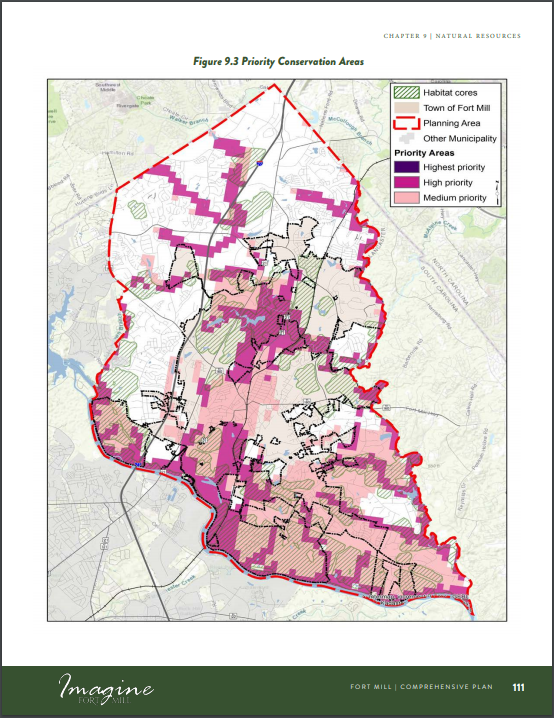 CHAPTER 9 | NATURAL RESOURCES
Figure 9.3 Priority Conservation Areas
Habitat cores
Town of Fort Mill
Planning Area
Other Municipality
Priority Areas
Highest priority
High priority
Medium priority
Walker Branch
NORTH CAROLINA
SOUTH CAROLINA
Imagine
FORT MILL
FORT MILL | COMPREHENSIVE PLAN
111